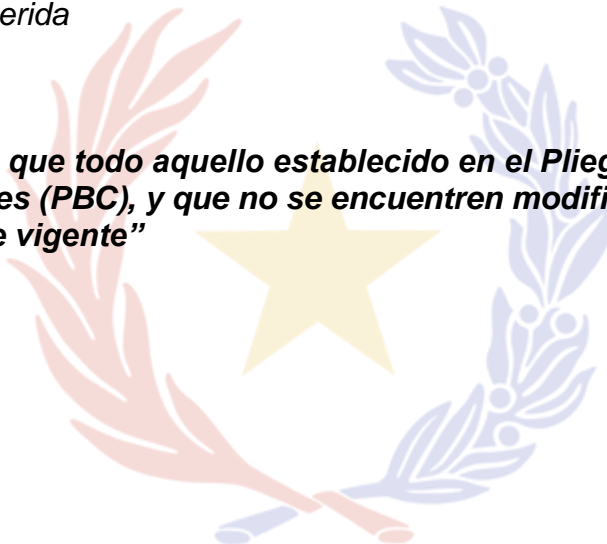 erida
que todo aquello establecido en el Plieg
es (PBC), y que no se encuentren modifi
e vigente”